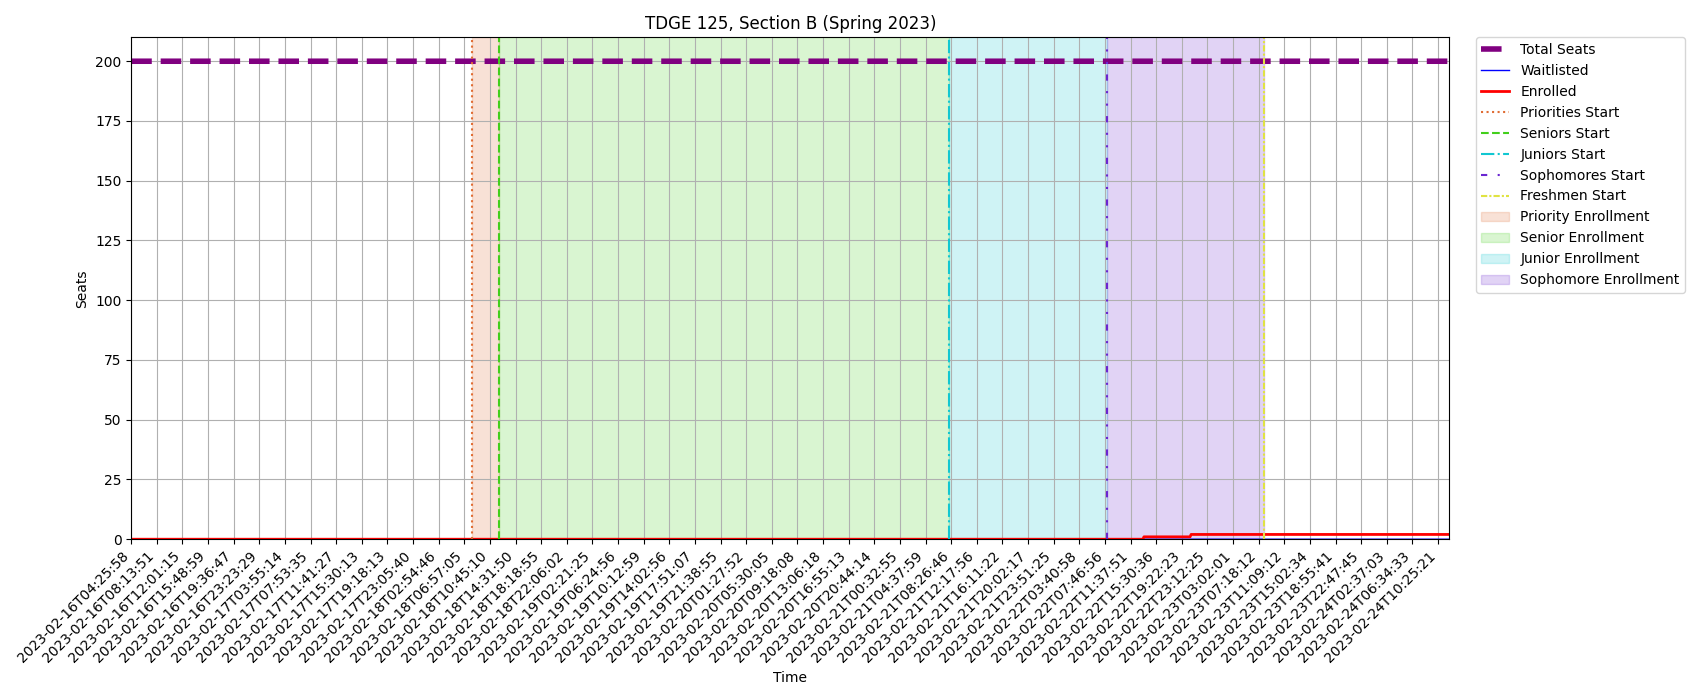 TDGE 125, Section B (Spring 2023)
Seats
200
175
150
125
100
75
50
25
0
2023-02-16T04:25:58
2023-02-16T08:13:51
2023-02-16T12:01:15
2023-02-16T15:48:59
2023-02-16T19:36:47
2023-02-16T23:23:29
2023-02-17T03:55:14
2023-02-17T07:53:35
2023-02-17T11:41:27
2023-02-17T15:30:13
2023-02-17T19:18:13
2023-02-17T23:05:40
2023-02-18T02:54:46
2023-02-18T06:57:05
2023-02-18T10:45:10
2023-02-18T14:31:50
2023-02-18T18:18:55
2023-02-18T22:06:02
2023-02-19T02:21:25
2023-02-19T06:24:56
2023-02-19T10:12:59
2023-02-19T14:02:56
2023-02-19T17:51:07
2023-02-19T21:38:55
2023-02-20T01:27:52
2023-02-20T05:30:05
2023-02-20T09:18:08
2023-02-20T13:06:18
2023-02-20T16:55:13
2023-02-20T20:44:14
2023-02-21T00:32:55
2023-02-21T04:37:59
2023-02-21T08:26:46
2023-02-21T12:17:56
2023-02-21T16:11:22
2023-02-21T20:02:17
2023-02-21T23:51:25
2023-02-22T03:40:58
2023-02-22T07:46:56
2023-02-22T11:37:51
2023-02-22T15:30:36
2023-02-22T19:22:23
2023-02-22T23:12:25
2023-02-23T03:02:01
2023-02-23T07:18:12
2023-02-23T11:09:12
2023-02-23T15:02:34
2023-02-23T18:55:41
2023-02-23T22:47:45
2023-02-24T02:37:03
2023-02-24T06:34:33
2023-02-24T10:25:21
Time
Total Seats
Waitlisted
Enrolled
Priorities Start
Seniors Start
Juniors Start
Sophomores Start
Freshmen Start
Priority Enrollment
Senior Enrollment
Junior Enrollment
Sophomore Enrollment